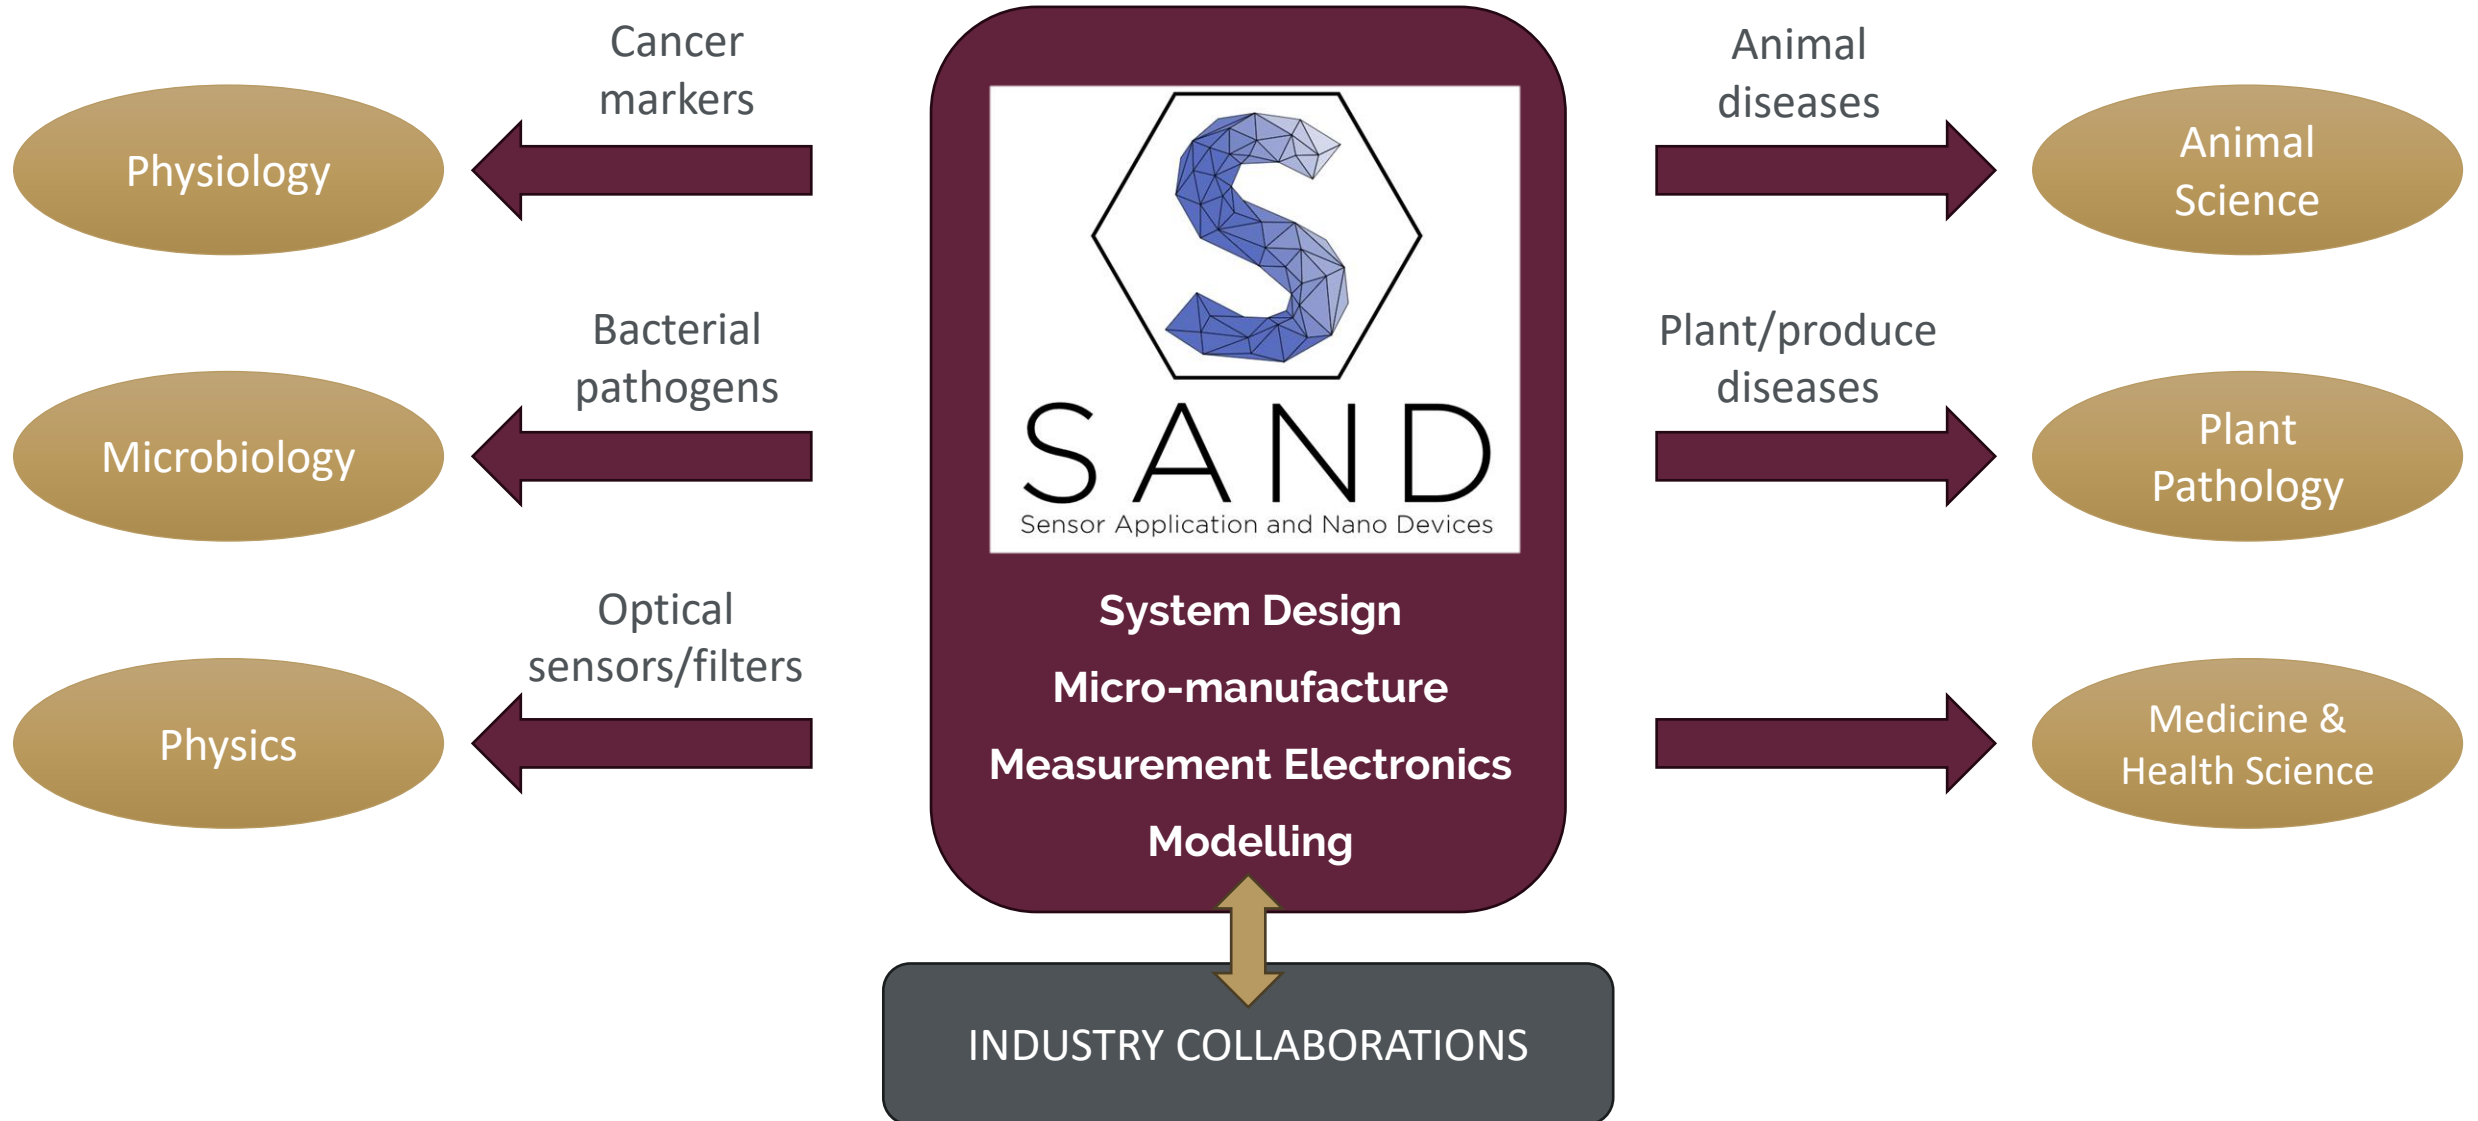 Cancer
markers
Physiology
Bacterial
pathogens
Microbiology
Optical
sensors/filters
Physics
SAND
Sensor Application and Nano Devices
System Design
Micro-manufacture
Measurement Electronics
Modelling
INDUSTRY COLLABORATIONS
Animal
diseases
Animal
Science
Plant/produce
diseases
Plant
Pathology
Medicine &
Health Science